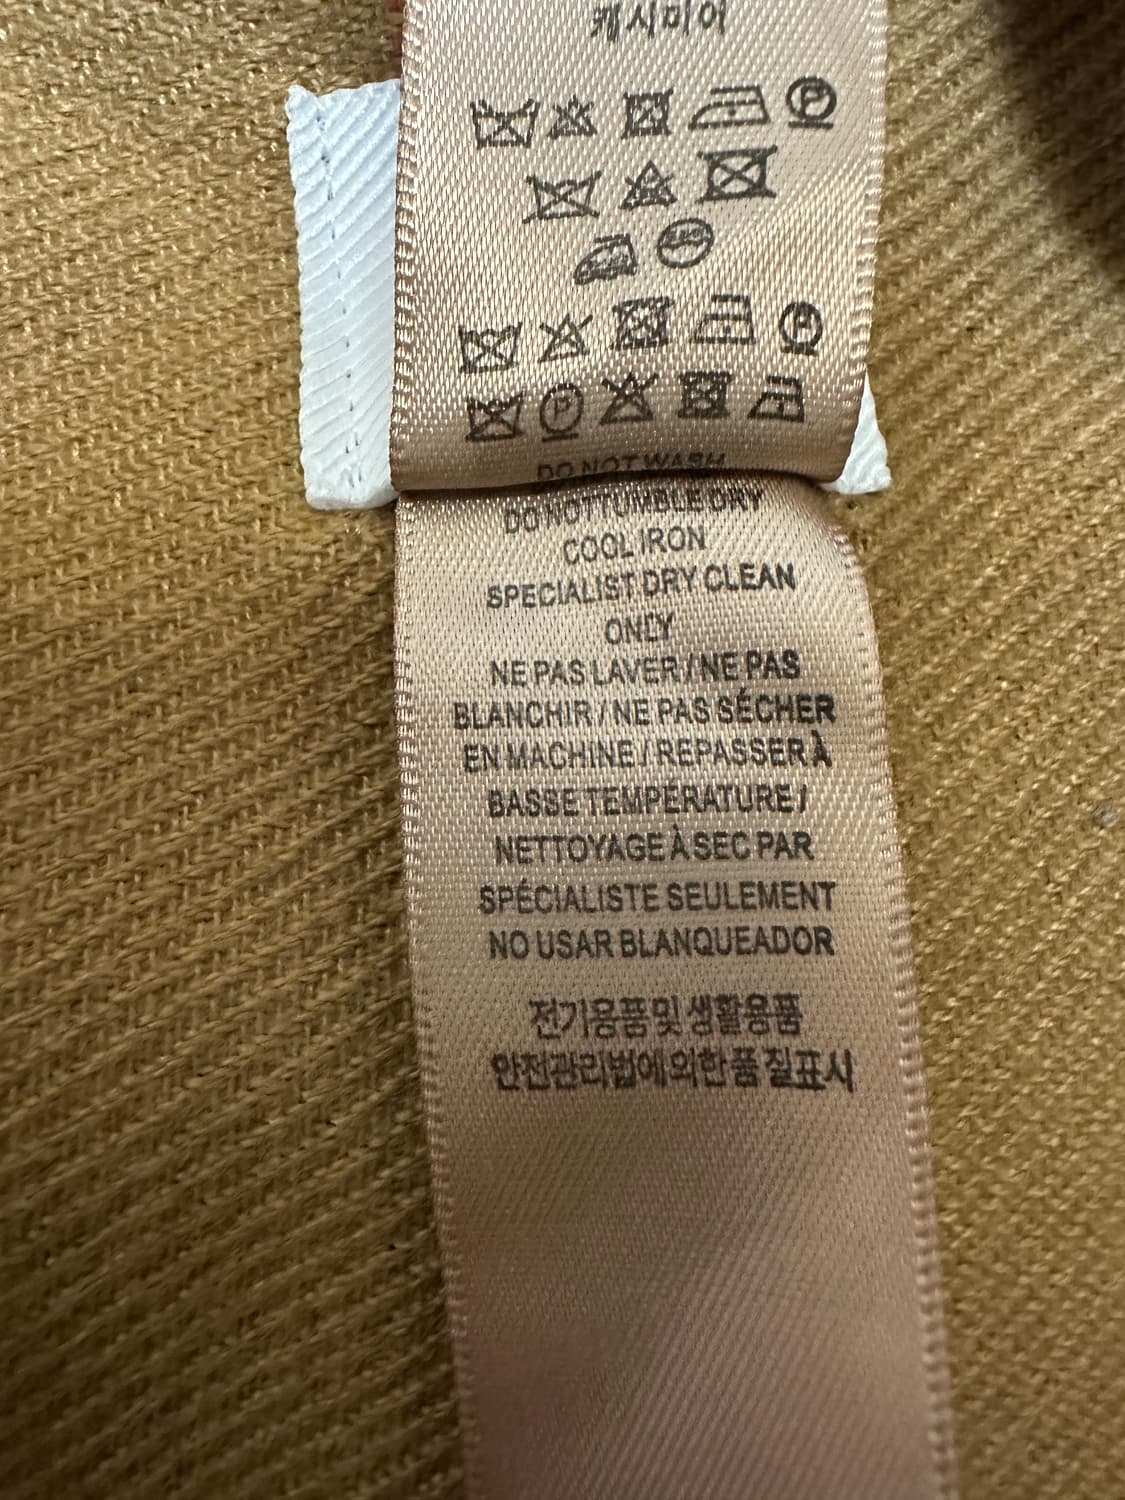 캐시미어
P
P
P
DO NOT WASH
DO NOT TUMBLE DRY
COOL IRON
SPECIALIST DRY CLEAN
ONLY
NE PAS LAVER / NE PAS
BLANCHIR / NE PAS SÉCHER
EN MACHINE / REPASSER À
BASSE TEMPÉRATURE /
NETTOYAGE À SEC PAR
SPÉCIALISTE SEULEMENT
NO USAR BLANQUEADOR
전기용품 및 생활용품
안전관리법에 의한 품질표시